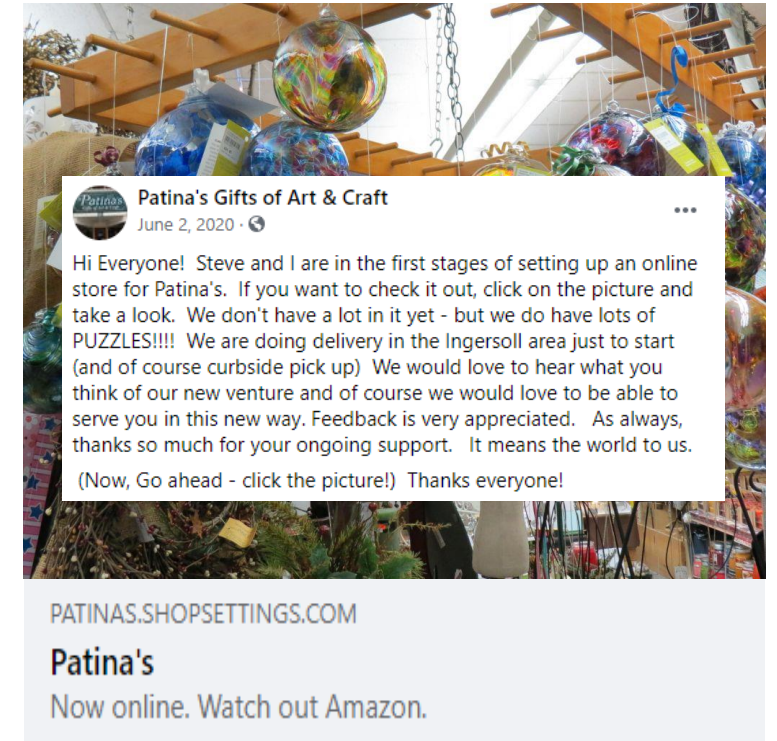 Patina's
Patina's Gifts of Art & Craft
June 2, 2020 ·
Hi Everyone!  Steve and I are in the first stages of setting up an online
store for Patina's.  If you want to check it out, click on the picture and
take a look.  We don't have a lot in it yet - but we do have lots of
PUZZLES!!!!  We are doing delivery in the Ingersoll area just to start
(and of course curbside pick up)  We would love to hear what you
think of our new venture and of course we would love to be able to
serve you in this new way. Feedback is very appreciated.   As always,
thanks so much for your ongoing support.   It means the world to us.
(Now, Go ahead - click the picture!)  Thanks everyone!
PATINAS.SHOPSETTINGS.COM
Patina's
Now online. Watch out Amazon.